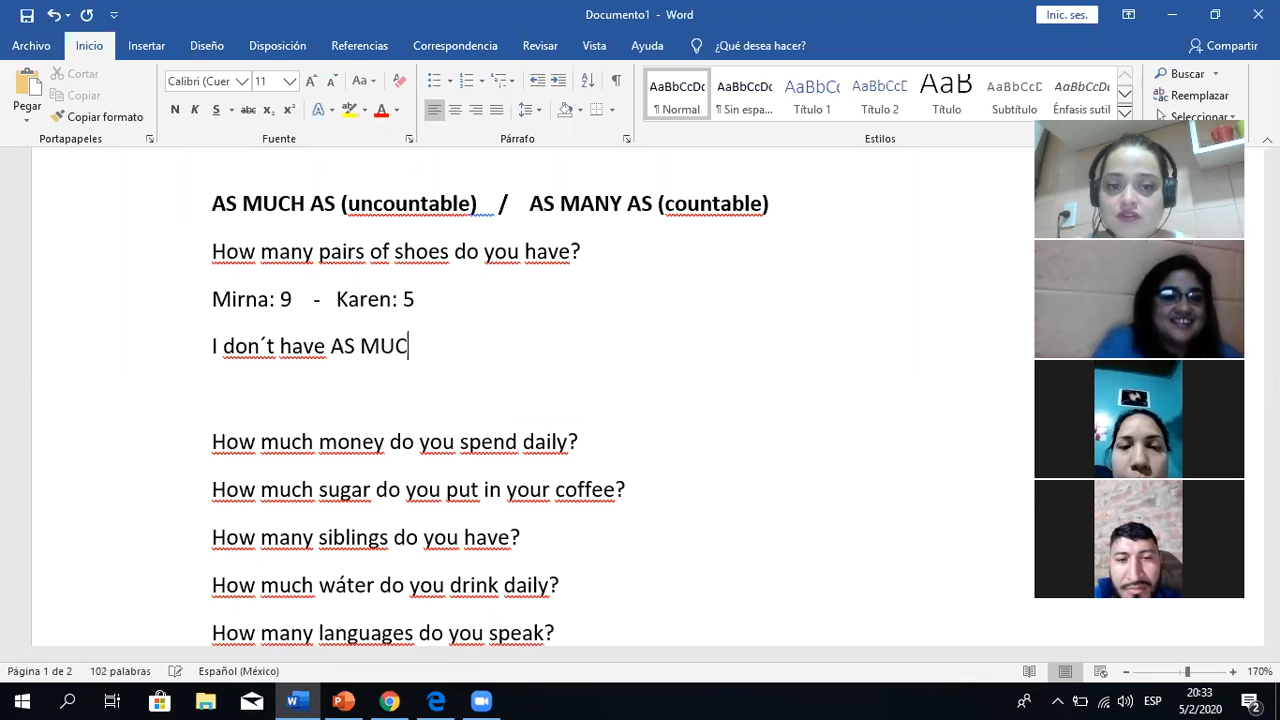 Documento1 - Word
Inic. ses.
Archivo Inicio Insertar Diseño Disposición Referencias Correspondencia Revisar Vista Ayuda ¿Qué desea hacer? Compartir
Pegar
Cortar
Copiar
Copiar formato
Portapapeles
Calibri (Cuer 11
Aa
N K S abc x₂ x²
A A
Fuente
Párrafo
AaBbCcDc AaBbCcDc AaBbCcD AaBbCcD AaB AaBbCcD AaBbCcD
¶ Normal ¶ Sin espa... Título 1 Título 2 Título Subtítulo Énfasis sutil
Estilos
Buscar
Reemplazar
Seleccionar
AS MUCH AS (uncountable) / AS MANY AS (countable)
How many pairs of shoes do you have?
Mirna: 9 - Karen: 5
I don´t have AS MUC
How much money do you spend daily?
How much sugar do you put in your coffee?
How many siblings do you have?
How much wáter do you drink daily?
How many languages do you speak?
Página 1 de 2 102 palabras Español (México) 170%
ESP
20:33
5/2/2020
2